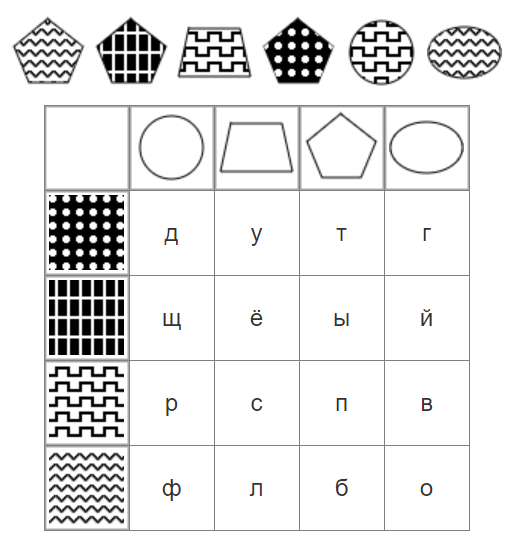 д у т г
щ ё ы й
р с п в
ф л б о